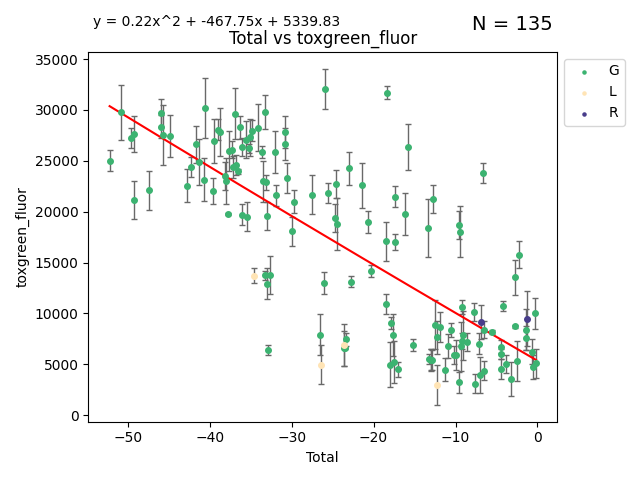 y = 0.22x^2 + -467.75x + 5339.83
N = 135
Total vs toxgreen_fluor
35000
30000
25000
20000
15000
10000
5000
0
toxgreen_fluor
−50
−40
−30
−20
−10
0
Total
G
L
R